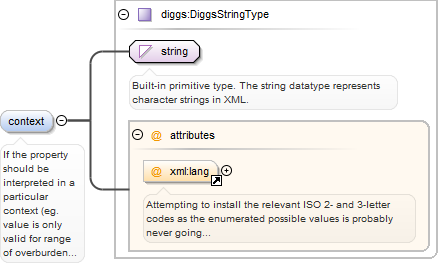 diggs:DiggsStringType
string
Built-in primitive type. The string datatype represents
character strings in XML.
context
If the property
should be
interpreted in a
particular
context (eg.
value is only
valid for range
of overburden...
@ attributes
@ xml:lang
Attempting to install the relevant ISO 2- and 3-letter
codes as the enumerated possible values is probably
never going...